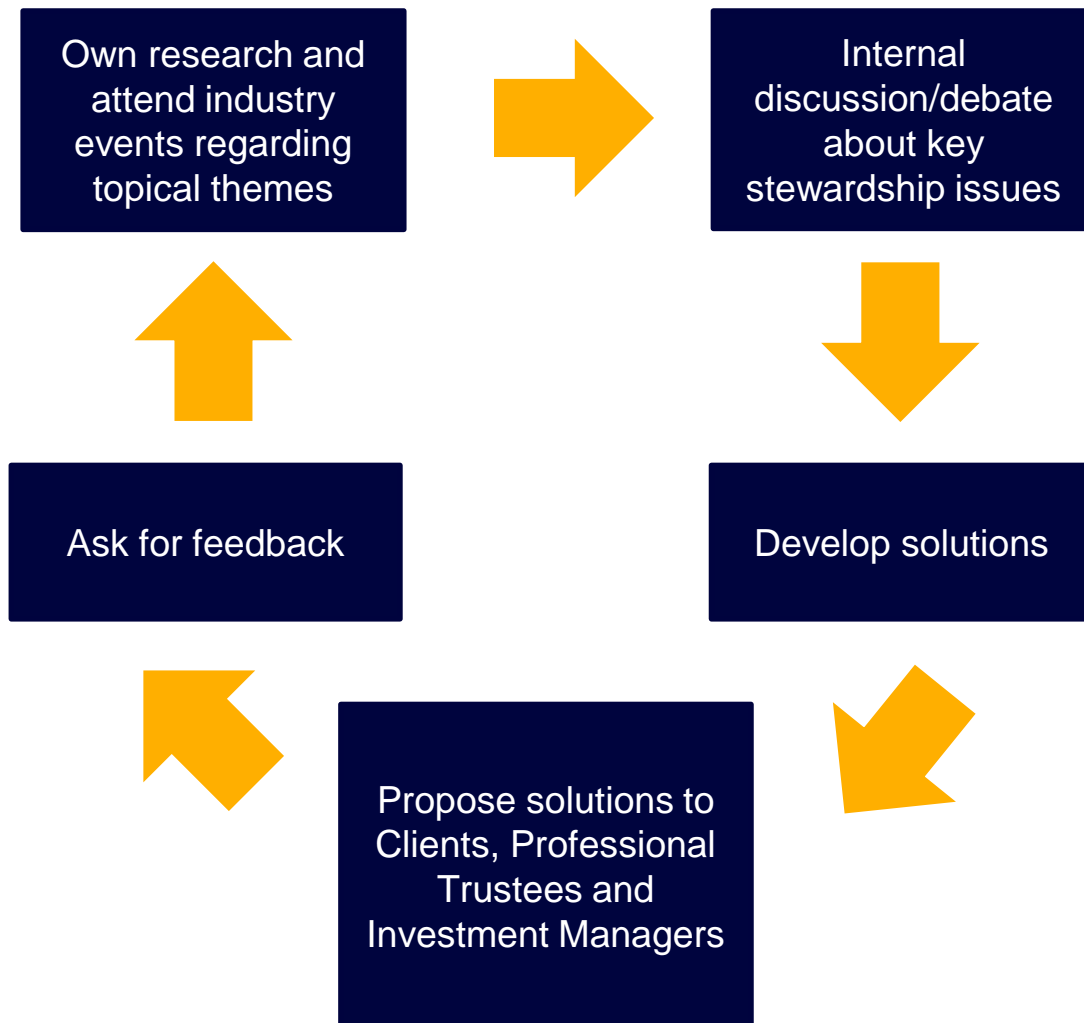 Own research and
attend industry
events regarding
topical themes
Internal
discussion/debate
about key
stewardship issues
Develop solutions
Propose solutions to
Clients, Professional
Trustees and
Investment Managers
Ask for feedback